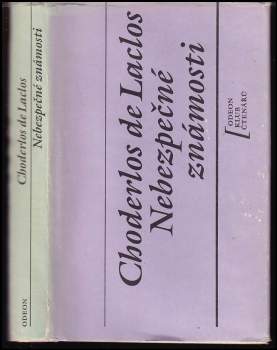 Choderlos de Laclos
Nebezpečné známosti
ODEON
Choderlos de Laclos
Nebezpečné
známosti
ODEON
KLUB
ČTENÁŘŮ